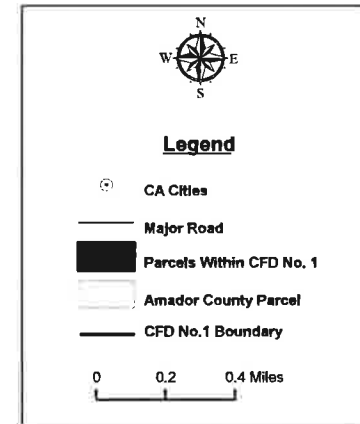 N
W E
S
Legend
CA Cities
Major Road
Parcels Within CFD No. 1
Amador County Parcel
CFD No.1 Boundary
0 0.2 0.4 Miles